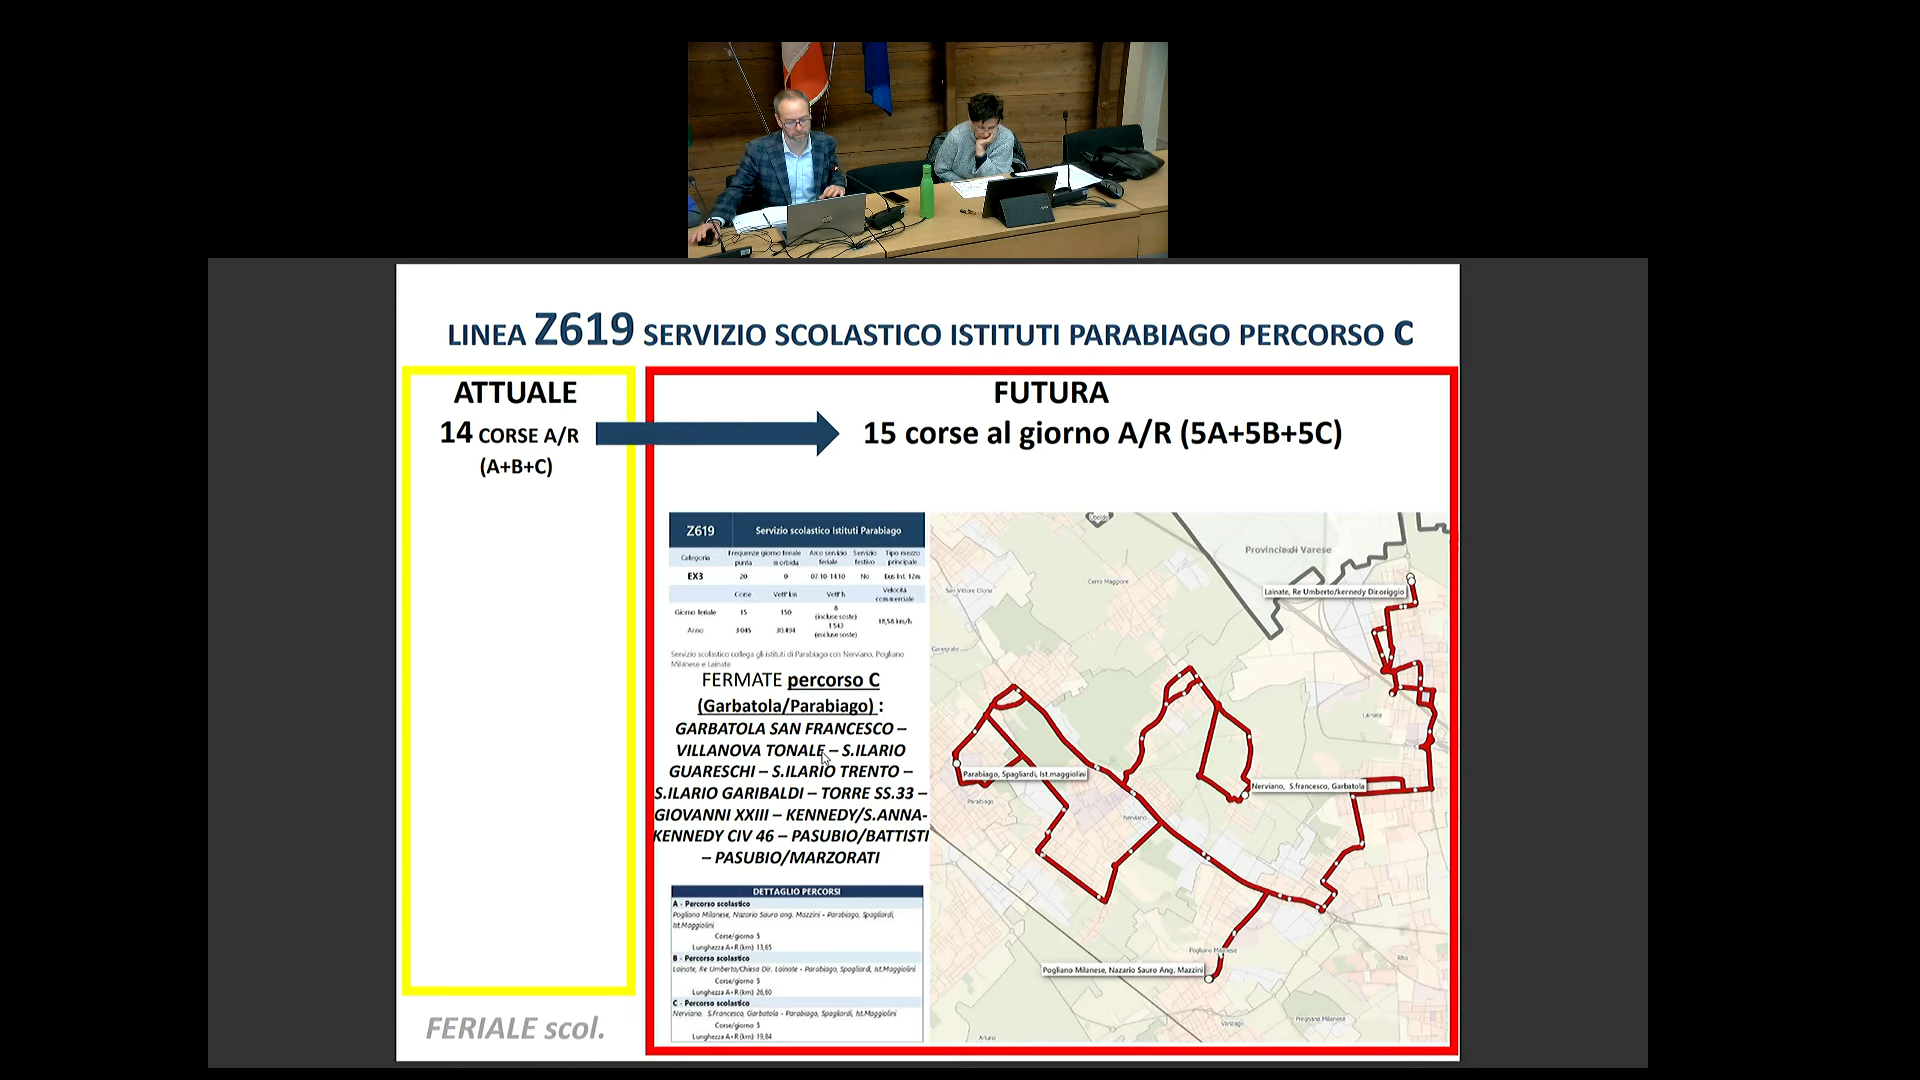 LINEA Z619 SERVIZIO SCOLASTICO ISTITUTI PARABIAGO PERCORSO C
ATTUALE
14 CORSE A/R
(A+B+C)
FERIALE scol.
FUTURA
15 corse al giorno A/R (5A+5B+5C)
Z619 Servizio scolastico Istituti Parabiago
Categoria Frequenze giorno feriale Arco servizio Servizio Tipo mezzo
punta morbida feriale festivo principale
EX3 20 0 07.10-14.10 No Bus Int. 12m
Corse Vett*km Vett*h Velocità commerciale
Giorno feriale 15 150 8 (incluse soste)
18,56 km/h
Anno 3.045 30.494 1.543 (escluse soste)
Servizio scolastico collega gli istituti di Parabiago con Nerviano, Pogliano
Milanese e Lainate
FERMATE percorso C
(Garbatola/Parabiago) :
GARBATOLA SAN FRANCESCO –
VILLANOVA TONALE – S.ILARIO
GUARESCHI – S.ILARIO TRENTO –
S.ILARIO GARIBALDI – TORRE SS.33 –
GIOVANNI XXIII – KENNEDY/S.ANNA-
KENNEDY CIV 46 – PASUBIO/BATTISTI
– PASUBIO/MARZORATI
DETTAGLIO PERCORSI
A - Percorso scolastico
Pogliano Milanese, Nazario Sauro ang. Mazzini - Parabiago, Spagliardi,
Ist.Maggiolini
Corse/giorno 5
Lunghezza A+R (km) 13,65
B - Percorso scolastico
Lainate, Re Umberto/Chiesa Dir. Lainate - Parabiago, Spagliardi, Ist.Maggiolini
Corse/giorno 5
Lunghezza A+R (km) 26,60
C - Percorso scolastico
Nerviano, S.Francesco, Garbatola - Parabiago, Spagliardi, Ist.Maggiolini
Corse/giorno 5
Lunghezza A+R (km) 19,84
Uboldo
Provincia di Varese
Cerro Maggiore
San Vittore Olona
Lainate, Re Umberto/kennedy Dir.origgio
Canegrate
Lainate
Parabiago, Spagliardi, Ist.maggiolini
Nerviano, S.francesco, Garbatola
Parabiago
Nerviano
Pogliano Milanese
Rho
Pogliano Milanese, Nazario Sauro Ang. Mazzini
Vanzago
Pregnana Milanese
Arluno